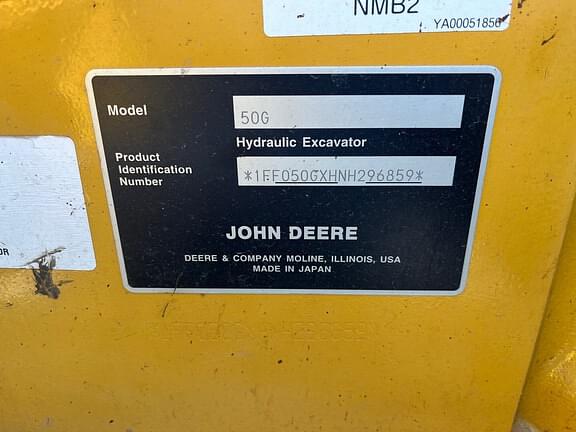 NMB2
YA00051856
Model
50G
Hydraulic Excavator
Product
Identification
Number
*1FF050GXHNH296859*
JOHN DEERE
DEERE & COMPANY MOLINE, ILLINOIS, USA
MADE IN JAPAN